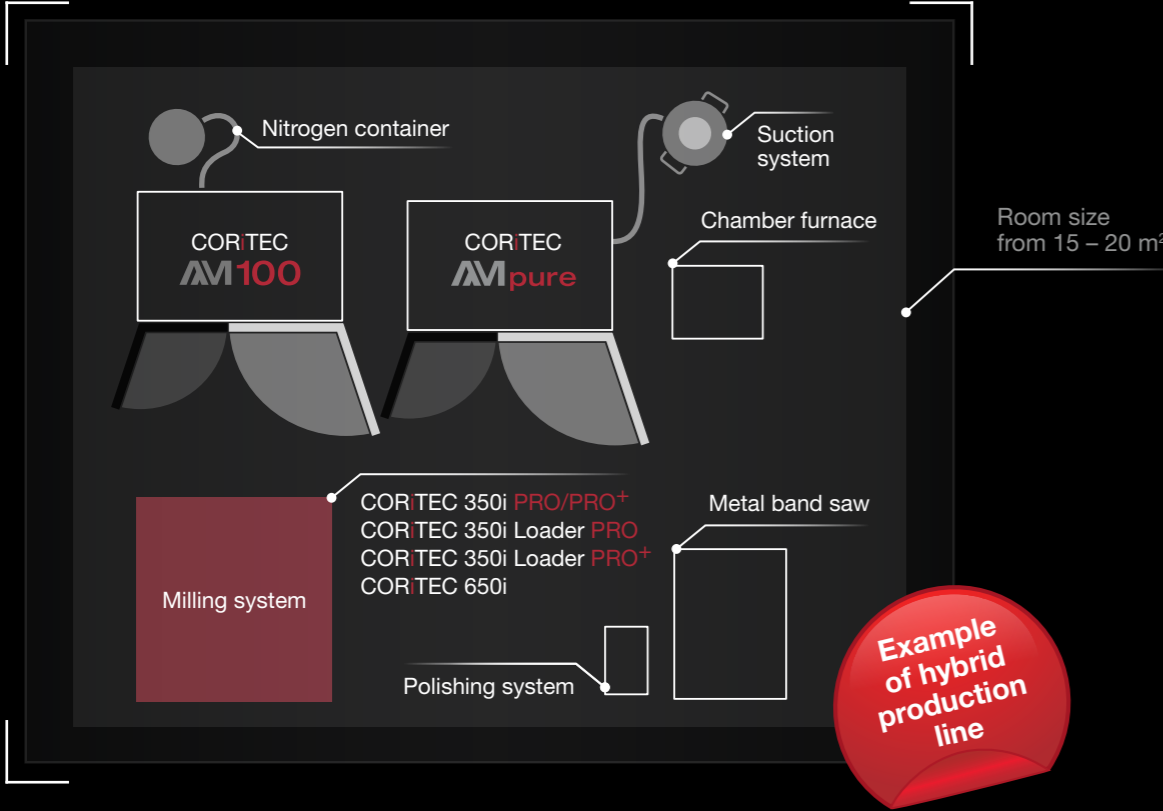 Nitrogen container
Suction
system
CORiTEC
AM100
CORiTEC
AMpure
Chamber furnace
Room size
from 15 – 20 m²
CORiTEC 350i PRO/PRO⁺
CORiTEC 350i Loader PRO
CORiTEC 350i Loader PRO⁺
CORiTEC 650i
Metal band saw
Milling system
Polishing system
Example
of hybrid
production
line